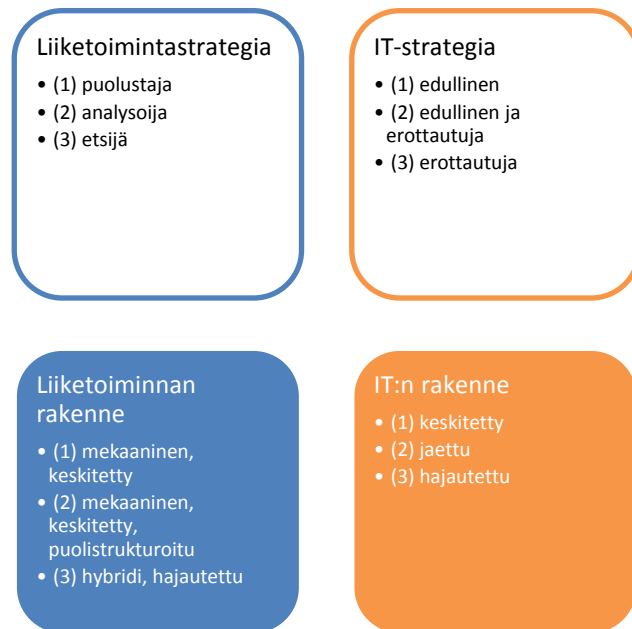 Liiketoimintastrategia
• (1) puolustaja
• (2) analysoija
• (3) etsijä
IT-strategia
• (1) edullinen
• (2) edullinen ja
erottautuja
• (3) erottautuja
Liiketoiminnan
rakenne
• (1) mekaaninen,
keskitetty
• (2) mekaaninen,
keskitetty,
puolistrukturoitu
• (3) hybridi, hajautettu
IT:n rakenne
• (1) keskitetty
• (2) jaettu
• (3) hajautettu